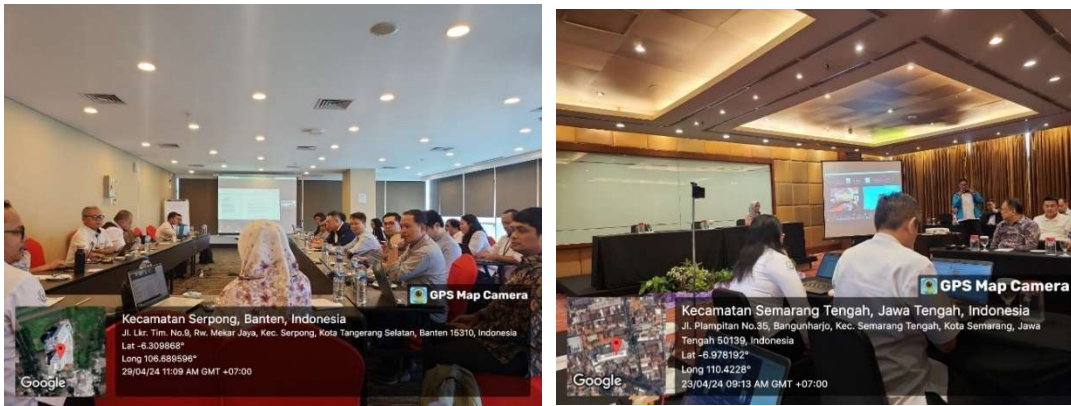 GPS Map Camera
Kecamatan Serpong, Banten, Indonesia
Jl. Lkr. Tim. No.9, Rw. Mekar Jaya, Kec. Serpong, Kota Tangerang Selatan, Banten 15310, Indonesia
Lat -6.309868°
Long 106.689596°
29/04/24 11:09 AM GMT +07:00
Google
GPS Map Camera
Kecamatan Semarang Tengah, Jawa Tengah, Indonesia
Jl. Plampitan No.35, Bangunharjo, Kec. Semarang Tengah, Kota Semarang, Jawa
Tengah 50139, Indonesia
Lat -6.978192°
Long 110.4228°
23/04/24 09:13 AM GMT +07:00
Google